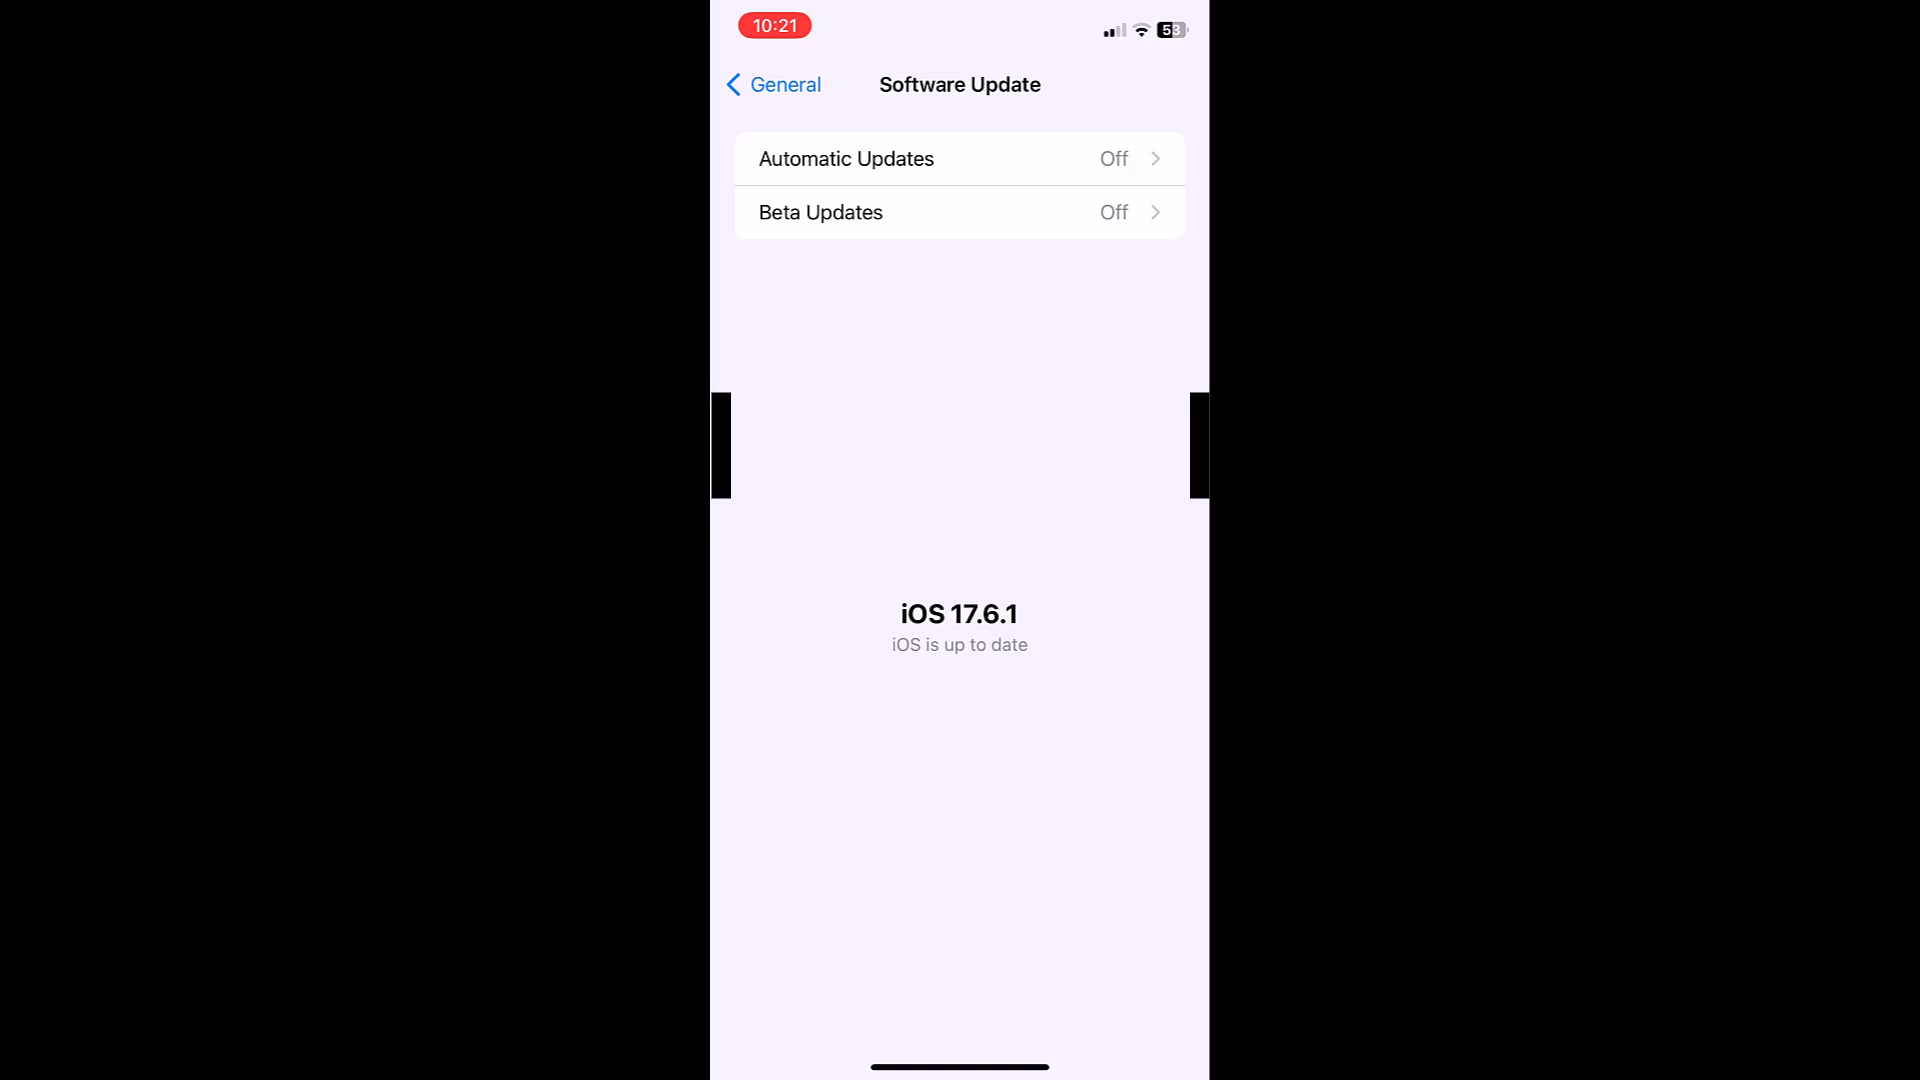 10:21
53
General
Software Update
Automatic Updates Off
Beta Updates Off
iOS 17.6.1
iOS is up to date